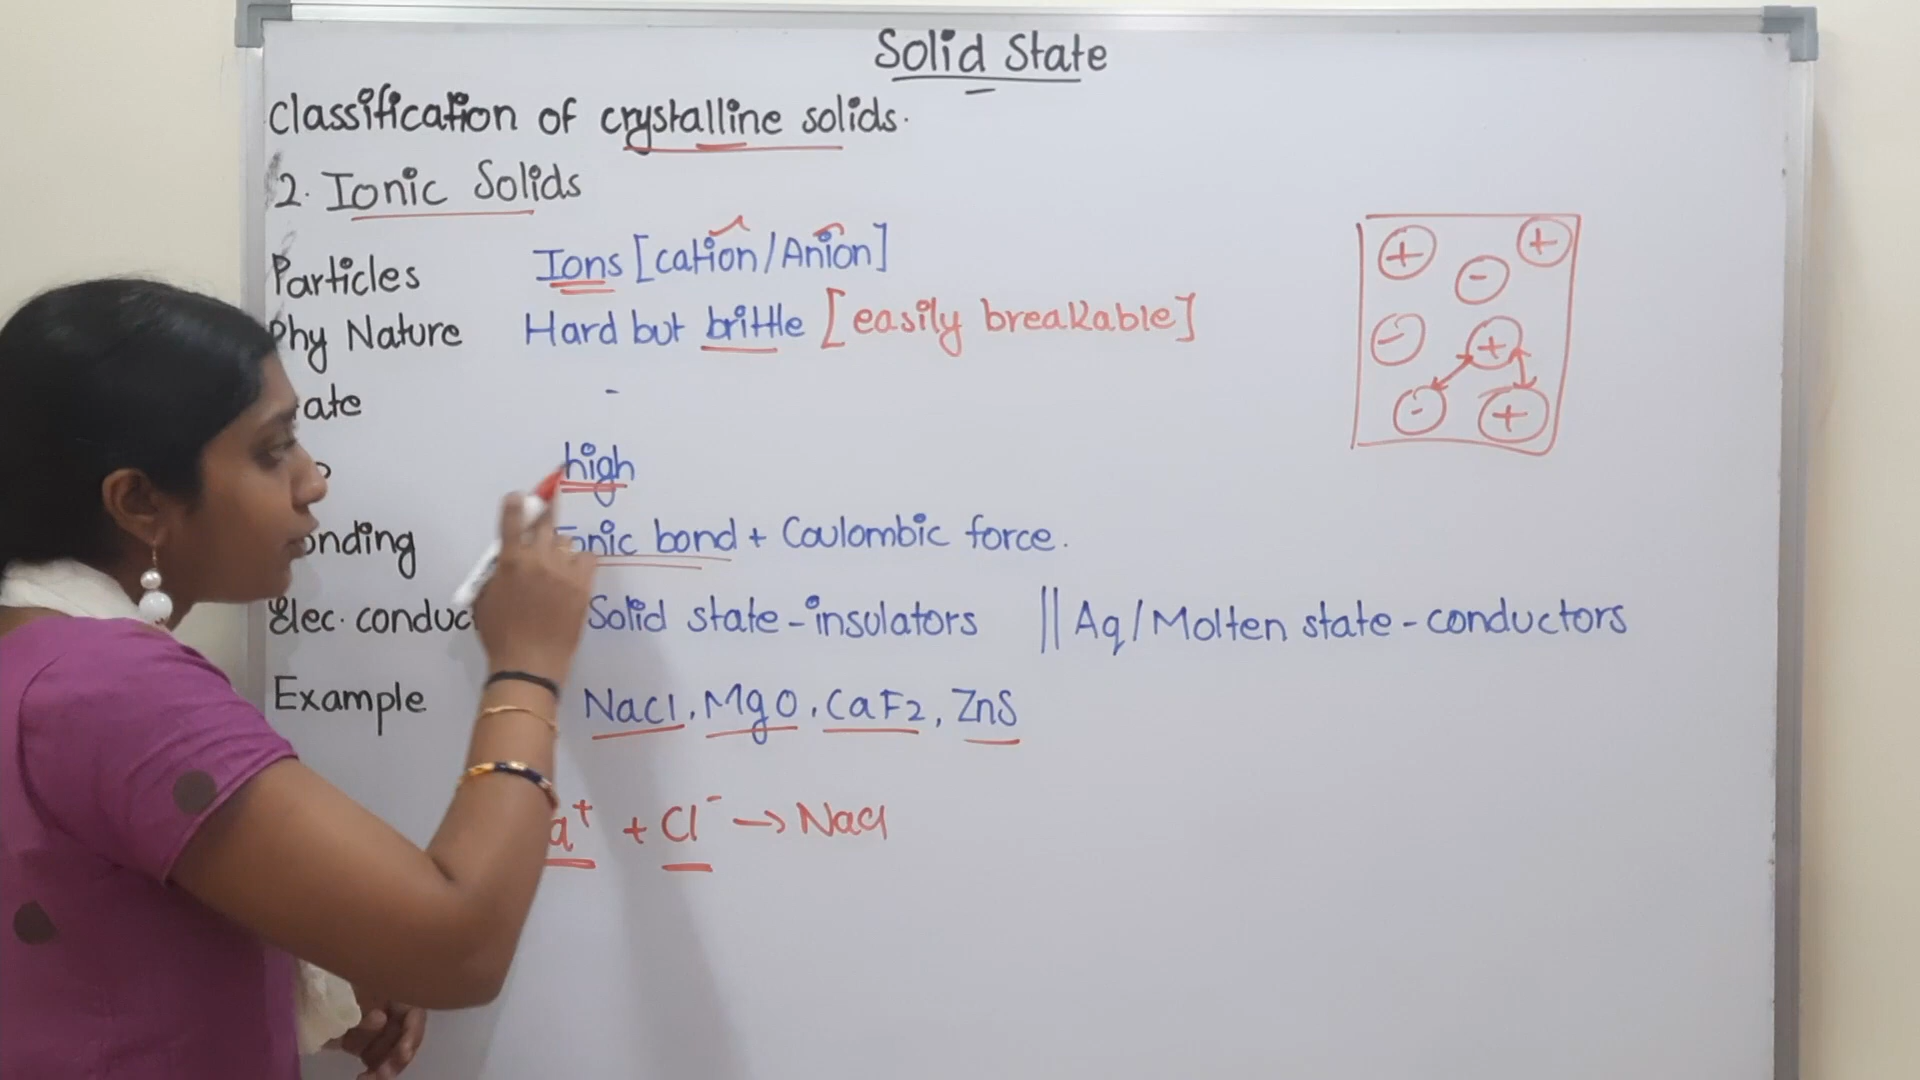 Solid State
Classification of crystalline solids.
2. Ionic Solids
Particles Ions [cation/Anion]
Phy Nature Hard but brittle [easily breakable]
ate -
high
onding onic bond + Coulombic force.
Elec. conduc Solid state - insulators || Aq/Molten state - conductors
Example NaCl, MgO, CaF2, ZnS
a+ + Cl- → NaCl
+ +
-
- +
- +